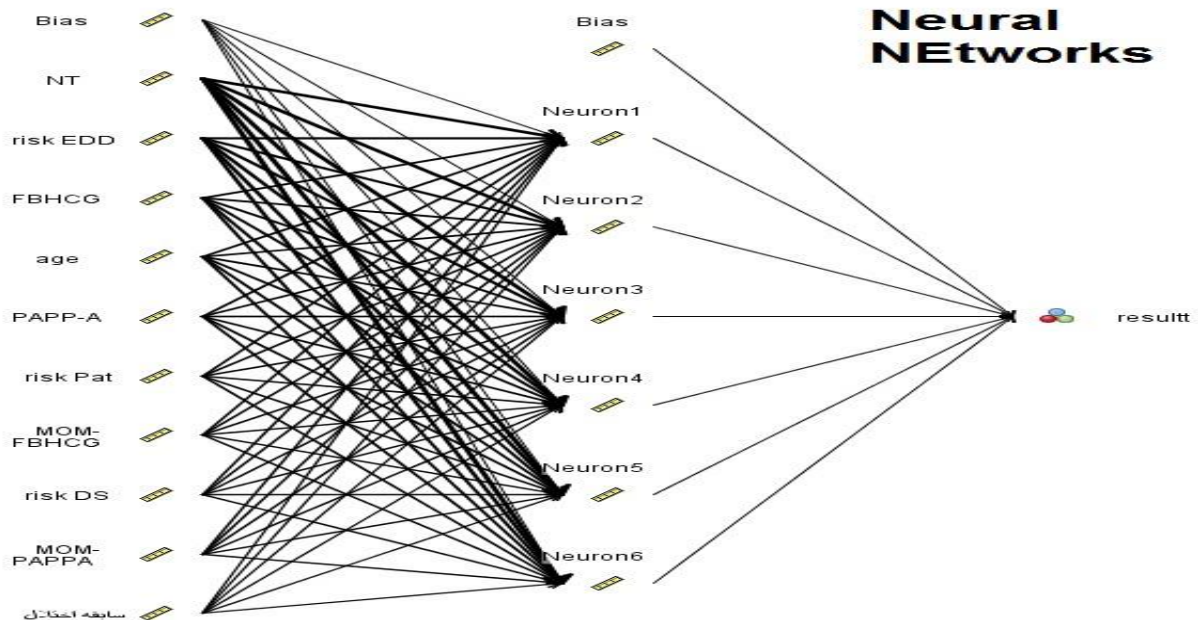 Neural
NEtworks
Bias
NT
risk EDD
FBHCG
age
PAPP-A
risk Pat
MOM-
FBHCG
risk DS
MOM-
PAPPA
سابقه اختلال
Bias
Neuron1
Neuron2
Neuron3
Neuron4
Neuron5
Neuron6
resultt